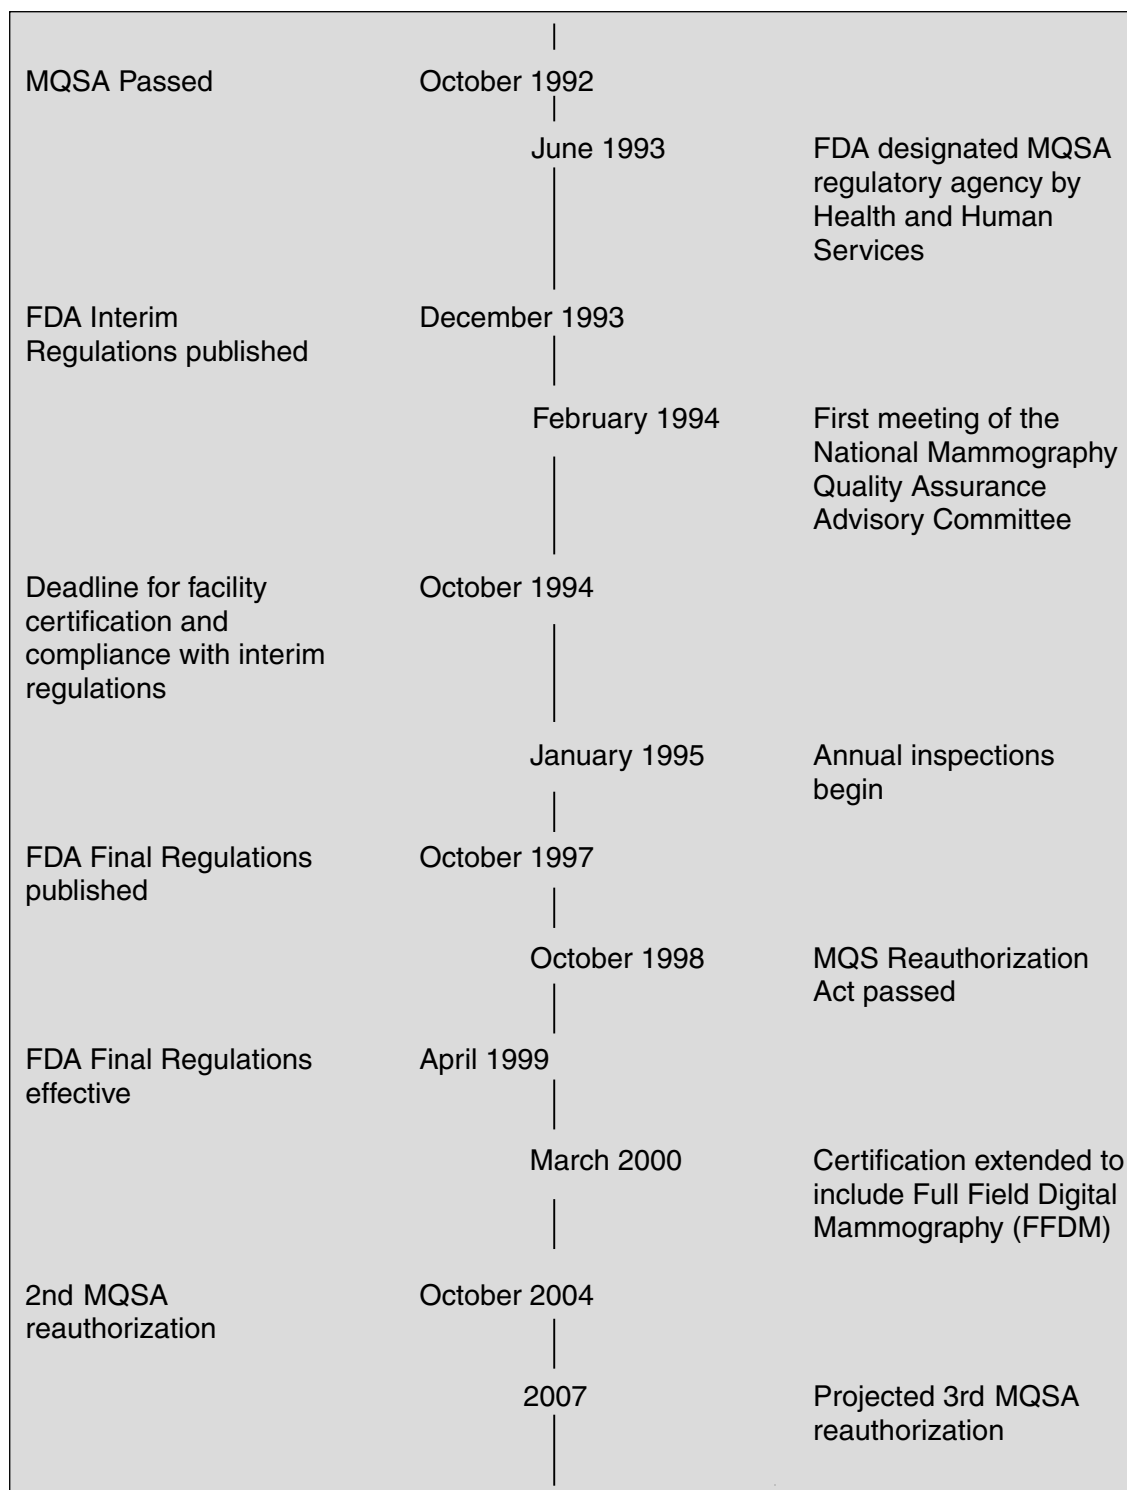 MQSA Passed
October 1992
June 1993
FDA designated MQSA
regulatory agency by
Health and Human
Services
FDA Interim
Regulations published
December 1993
February 1994
First meeting of the
National Mammography
Quality Assurance
Advisory Committee
Deadline for facility
certification and
compliance with interim
regulations
October 1994
January 1995
Annual inspections
begin
FDA Final Regulations
published
October 1997
October 1998
MQS Reauthorization
Act passed
FDA Final Regulations
effective
April 1999
March 2000
Certification extended to
include Full Field Digital
Mammography (FFDM)
2nd MQSA
reauthorization
October 2004
2007
Projected 3rd MQSA
reauthorization